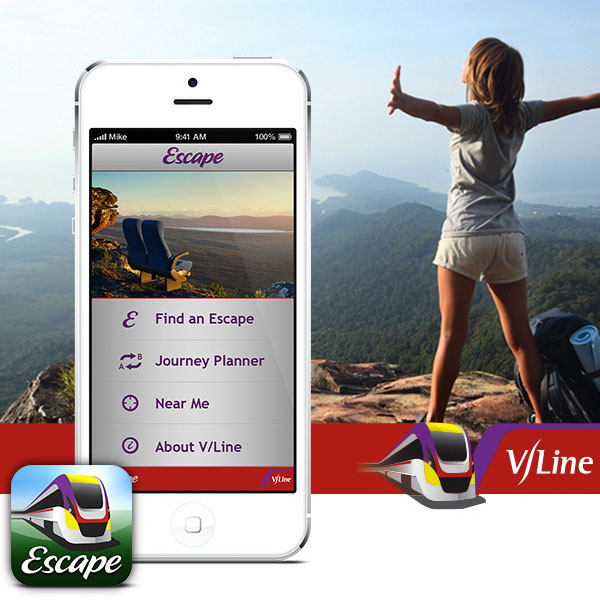 Mike 9:41 AM 100%
Escape
Find an Escape
A B Journey Planner
Near Me
i About V/Line
V/Line
Escape
V/Line